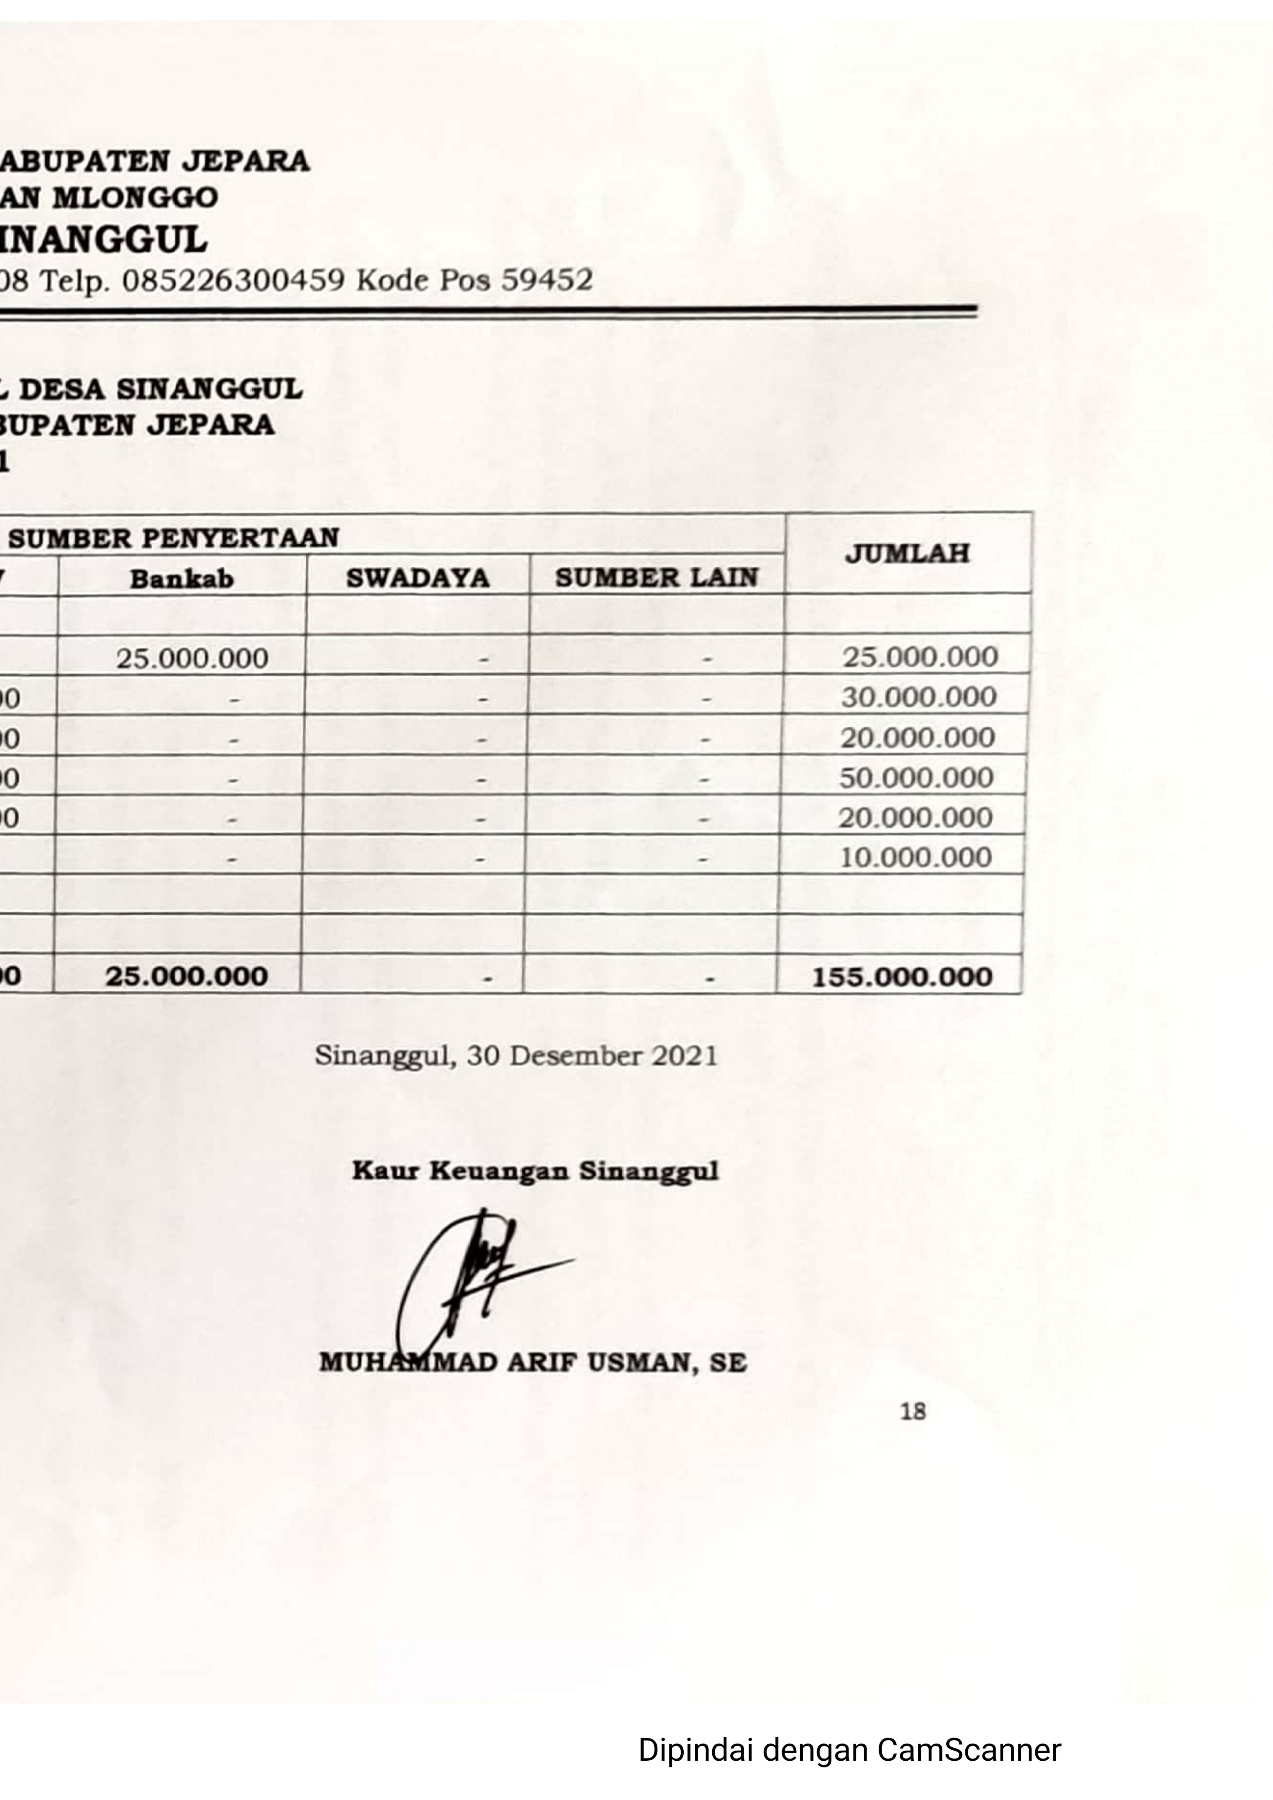 ABUPATEN JEPARA
AN MLONGGO
INANGGUL
08 Telp. 085226300459 Kode Pos 59452
DESA SINANGGUL
BUPATEN JEPARA
1
SUMBER PENYERTAAN JUMLAH
Bankab SWADAYA SUMBER LAIN
25.000.000 - - 25.000.000
00 - - - 30.000.000
00 - - - 20.000.000
00 - - - 50.000.000
00 - - - 20.000.000
- - - 10.000.000
00 25.000.000 - - 155.000.000
Sinanggul, 30 Desember 2021
Kaur Keuangan Sinanggul
MUHAMMAD ARIF USMAN, SE
18
Dipindai dengan CamScanner